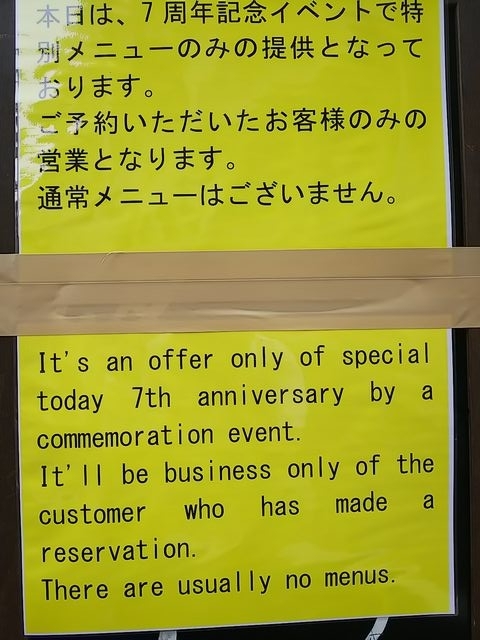 本日は、7周年記念イベントで特
別メニューのみの提供となって
おります。
ご予約いただいたお客様のみの
営業となります。
通常メニューはございません。
It's an offer only of special
today 7th anniversary by a
commemoration event.
It'll be business only of the
customer who has made a
reservation.
There are usually no menus.